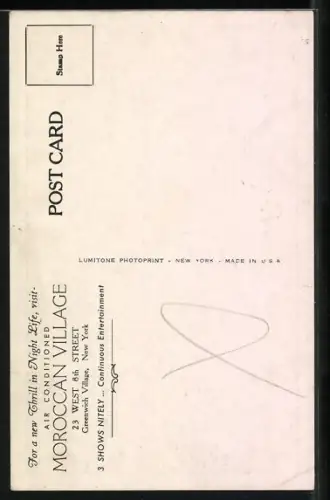 For a new Thrill in Night Life, visit-
AIR CONDITIONED
MOROCCAN VILLAGE
23 WEST 8th STREET
Greenwich Village, New York
3 SHOWS NITELY... Continuous Entertainment
LUMITONE PHOTOPRINT - NEW YORK - MADE IN U S A
POST CARD
Stamp Here